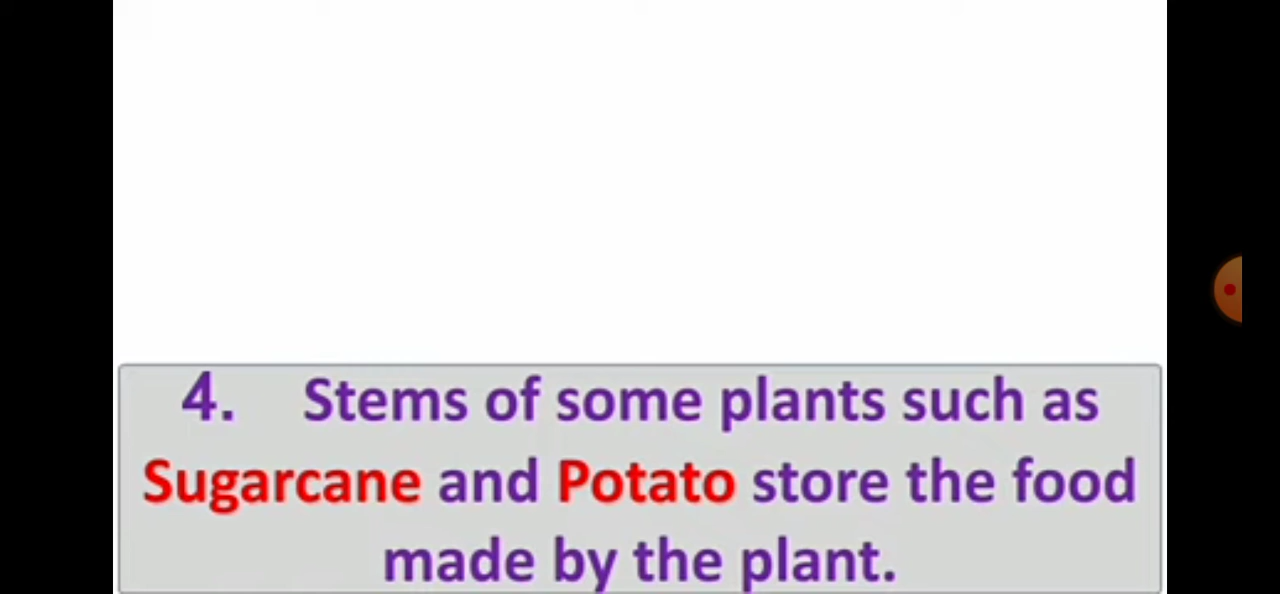 4. Stems of some plants such as
Sugarcane and Potato store the food
made by the plant.